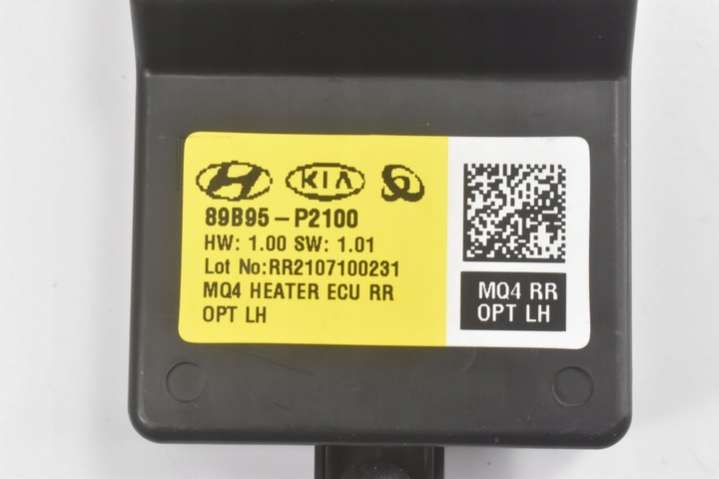 KIA
89B95-P2100
HW: 1.00 SW: 1.01
Lot No:RR2107100231
MQ4 HEATER ECU RR
OPT LH
MQ4 RR
OPT LH